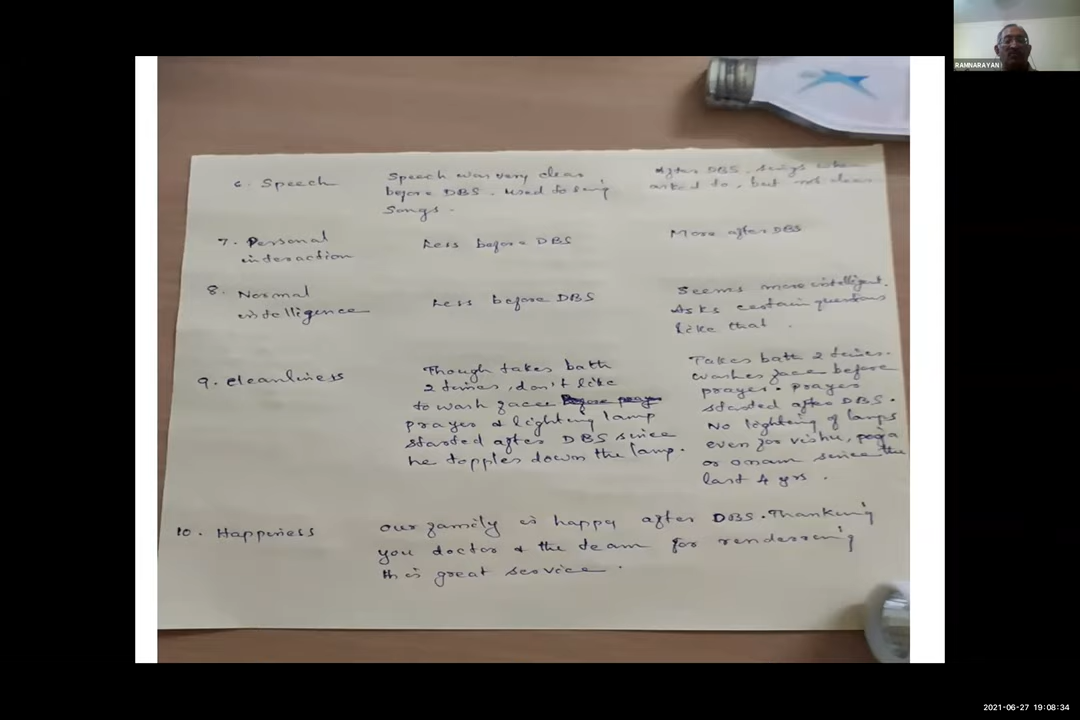 RAMNARAYAN
6. Speech
Speech was very clear
before DBS. Used to sing
Songs.
After DBS. sings when
asked to, but not clear
7. Personal
interaction
Less before DBS
More after DBS
8. Normal
intelligence
Less before DBS
Seems more intelligent.
Asks certain questions
like that.
9. Cleanliness
Though takes bath
2 times, don't like
to wash face
prayer & lighting lamp
started after DBS since
he topples down the lamp.
Takes bath 2 times.
Washes face before
prayer. Prayer
started after DBS.
No lighting of lamps
even for vishu, pooja
or onam since the
last 4 yrs.
10. Happiness
Our family is happy after DBS. Thanking
you doctor & the team for renderring
this great service.
2021-06-27 19:08:34